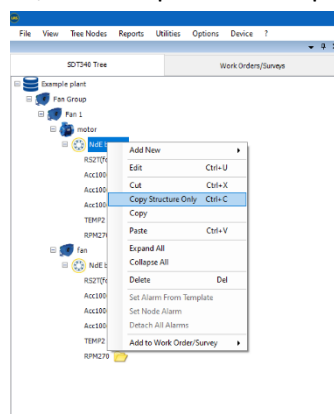 File View Tree Nodes Reports Utilities Options Device ?
SDT340 Tree Work Orders/Surveys
Example plant
Fan Group
Fan 1
motor
NdE
Add New
Edit Ctrl+U
Cut Ctrl+X
Copy Structure Only Ctrl+C
Copy
Paste Ctrl+V
Expand All
Collapse All
Delete Del
Set Alarm From Template
Set Node Alarm
Detach All Alarms
Add to Work Order/Survey
RS2T(f
Acc100
Acc100
Acc100
TEMP2
RPM27
fan
NdE b
RS2T(f
Acc100
Acc100
Acc100
TEMP2
RPM270